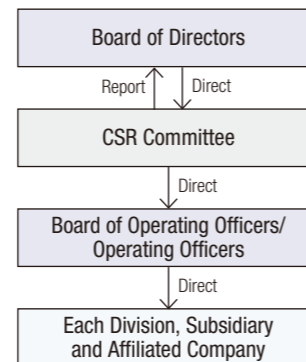 Board of Directors
Report Direct
CSR Committee
Direct
Board of Operating Officers/
Operating Officers
Direct
Each Division, Subsidiary
and Affiliated Company